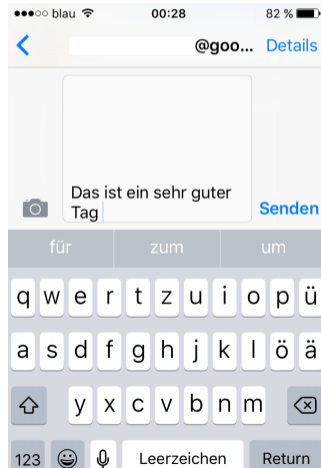 blau 00:28 82 %
@goo... Details
Das ist ein sehr guter
Tag
Senden
für zum um
q w e r t z u i o p ü
a s d f g h j k l ö ä
y x c v b n m
123 Leerzeichen Return